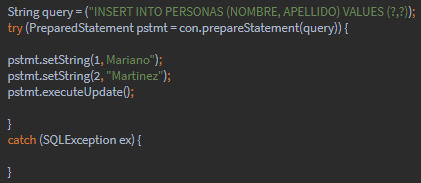 String query = ("INSERT INTO PERSONAS (NOMBRE, APELLIDO) VALUES (?,?));
try (PreparedStatement pstmt = con.prepareStatement(query)) {
pstmt.setString(1, Mariano");
pstmt.setString(2, "Martinez");
pstmt.executeUpdate();
}
catch (SQLException ex) {
}